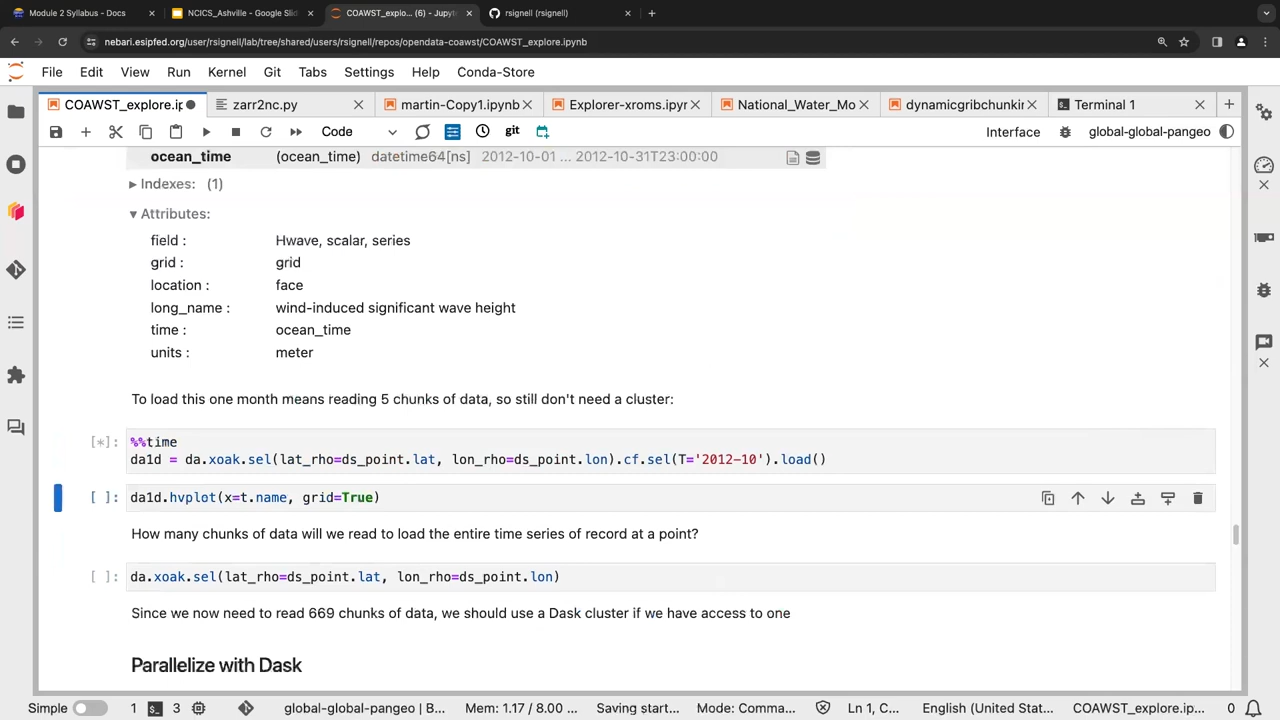 Module 2 Syllabus - Docs
NCICS_Ashville - Google Slid
COAWST_explo... (6) - Jupyte
rsignell (rsignell)
nebari.esipfed.org/user/rsignell/lab/tree/shared/users/rsignell/repos/opendata-coawst/COAWST_explore.ipynb
File Edit View Run Kernel Git Tabs Settings Help Conda-Store
COAWST_explore.ip
zarr2nc.py
martin-Copy1.ipynb
Explorer-xroms.ipyr
National_Water_Mo
dynamicgribchunkin
Terminal 1
Code
git
Interface
global-global-pangeo
ocean_time (ocean_time) datetime64[ns] 2012-10-01 ... 2012-10-31T23:00:00
Indexes: (1)
Attributes:
field : Hwave, scalar, series
grid : grid
location : face
long_name : wind-induced significant wave height
time : ocean_time
units : meter
To load this one month means reading 5 chunks of data, so still don't need a cluster:
[*]: %%time
da1d = da.xoak.sel(lat_rho=ds_point.lat, lon_rho=ds_point.lon).cf.sel(T='2012-10').load()
[ ]: da1d.hvplot(x=t.name, grid=True)
How many chunks of data will we read to load the entire time series of record at a point?
[ ]: da.xoak.sel(lat_rho=ds_point.lat, lon_rho=ds_point.lon)
Since we now need to read 669 chunks of data, we should use a Dask cluster if we have access to one
Parallelize with Dask
Simple 1 3 global-global-pangeo | B... Mem: 1.17 / 8.00 ... Saving start... Mode: Comma... Ln 1, C... English (United Stat... COAWST_explore.ip... 0